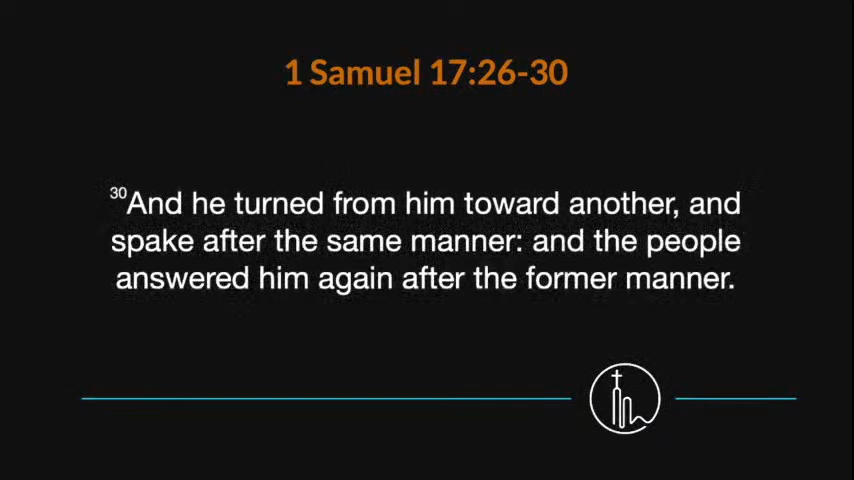 1 Samuel 17:26-30
30And he turned from him toward another, and
spake after the same manner: and the people
answered him again after the former manner.